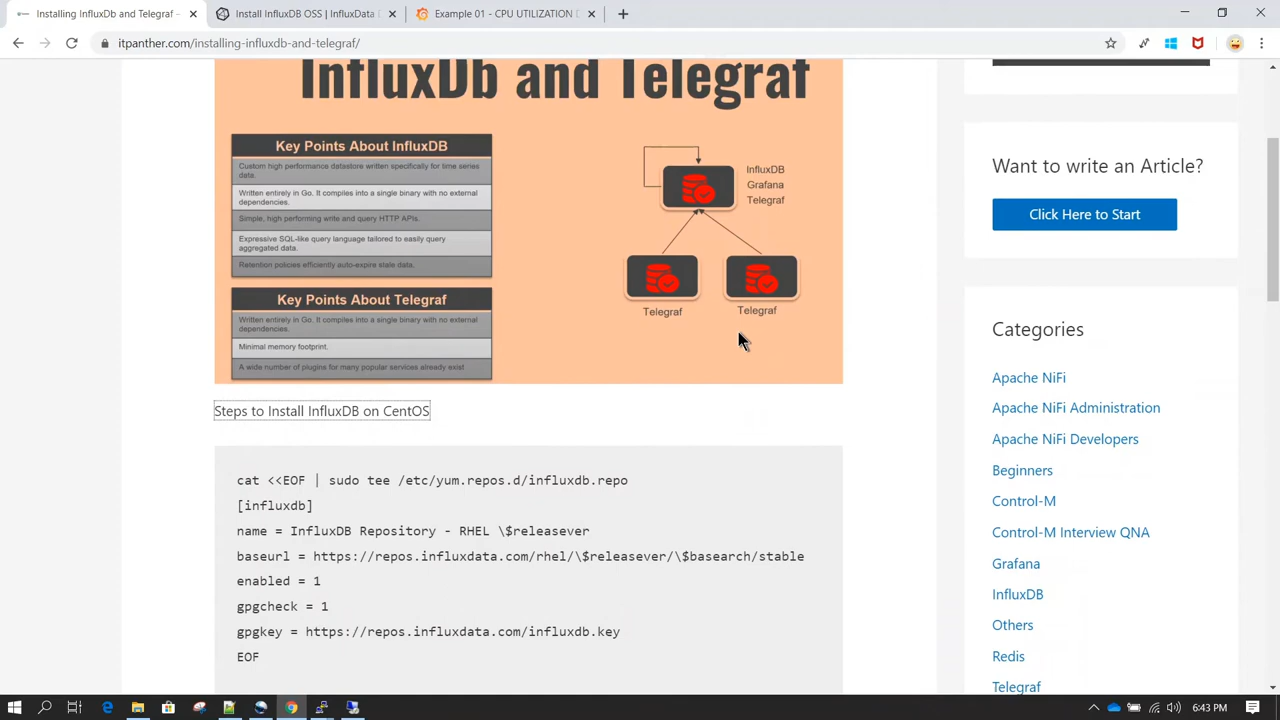 Installing InfluxDb and Telegraf -
Install InfluxDB OSS | InfluxData D
Example 01 - CPU UTILIZATION D
itpanther.com/installing-influxdb-and-telegraf/
InfluxDb and Telegraf
Key Points About InfluxDB
Custom high performance datastore written specifically for time series
data.
Written entirely in Go. It compiles into a single binary with no external
dependencies.
Simple, high performing write and query HTTP APIs.
Expressive SQL-like query language tailored to easily query
aggregated data.
Retention policies efficiently auto-expire stale data.
Key Points About Telegraf
Written entirely in Go. It compiles into a single binary with no external
dependencies.
Minimal memory footprint.
A wide number of plugins for many popular services already exist
InfluxDB
Grafana
Telegraf
Telegraf
Telegraf
Steps to Install InfluxDB on CentOS
cat <<EOF | sudo tee /etc/yum.repos.d/influxdb.repo
[influxdb]
name = InfluxDB Repository - RHEL \$releasever
baseurl = https://repos.influxdata.com/rhel/\$releasever/\$basearch/stable
enabled = 1
gpgcheck = 1
gpgkey = https://repos.influxdata.com/influxdb.key
EOF
Want to write an Article?
Click Here to Start
Categories
Apache NiFi
Apache NiFi Administration
Apache NiFi Developers
Beginners
Control-M
Control-M Interview QNA
Grafana
InfluxDB
Others
Redis
Telegraf
6:43 PM